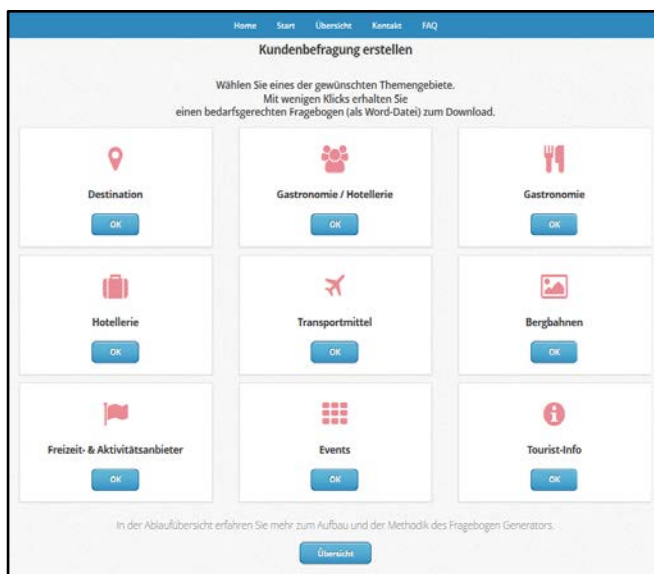 Home Start Übersicht Kontakt FAQ
Kundenbefragung erstellen
Wählen Sie eines der gewünschten Themengebiete.
Mit wenigen Klicks erhalten Sie
einen bedarfsgerechten Fragebogen (als Word-Datei) zum Download.
Destination Gastronomie / Hotellerie Gastronomie
OK OK OK
Hotellerie Transportmittel Bergbahnen
OK OK OK
Freizeit- & Aktivitätsanbieter Events Tourist-Info
OK OK OK
In der Ablaufübersicht erfahren Sie mehr zum Aufbau und der Methodik des Fragebogen Generators.
Übersicht